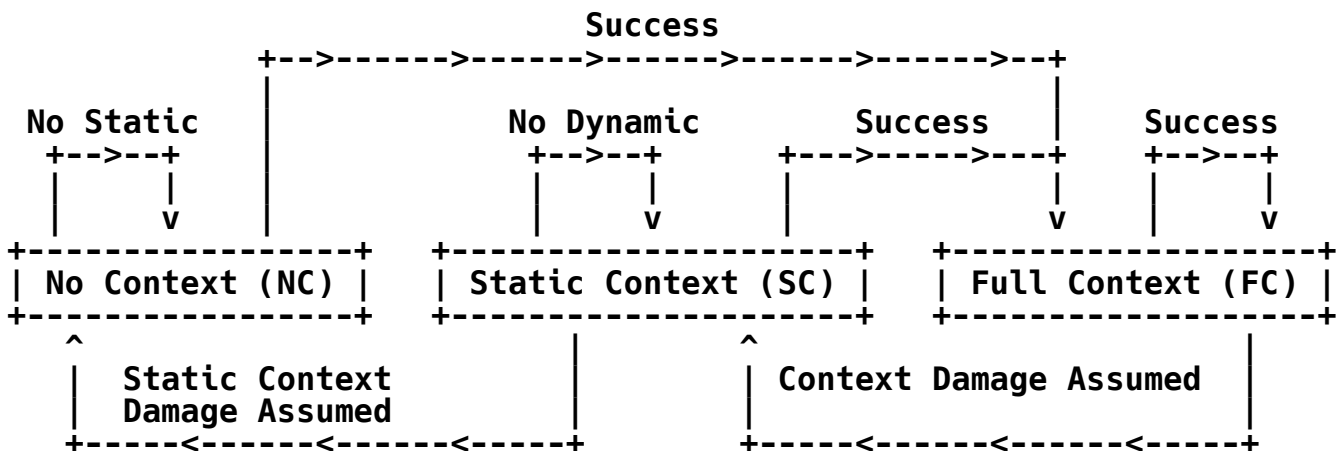 Success
No Static No Dynamic Success Success
No Context (NC) Static Context (SC) Full Context (FC)
Static Context Context Damage Assumed
Damage Assumed